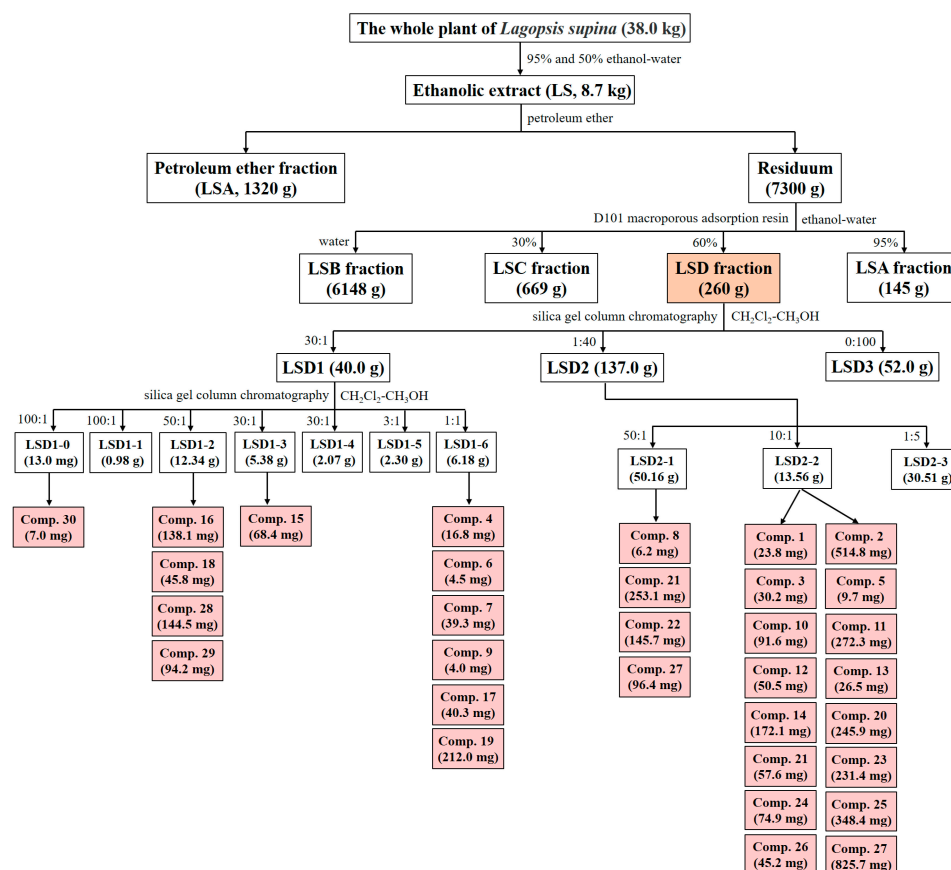 The whole plant of Lagopsis supina (38.0 kg)
95% and 50% ethanol-water
Ethanolic extract (LS, 8.7 kg)
petroleum ether
Petroleum ether fraction
(LSA, 1320 g)
Residuum
(7300 g)
D101 macroporous adsorption resin
ethanol-water
water
30%
60%
95%
LSB fraction
(6148 g)
LSC fraction
(669 g)
LSD fraction
(260 g)
LSA fraction
(145 g)
silica gel column chromatography
CH₂Cl₂-CH₃OH
30:1
1:40
0:100
LSD1 (40.0 g)
LSD2 (137.0 g)
LSD3 (52.0 g)
silica gel column chromatography
CH₂Cl₂-CH₃OH
100:1
100:1
50:1
30:1
30:1
3:1
1:1
LSD1-0
(13.0 mg)
LSD1-1
(0.98 g)
LSD1-2
(12.34 g)
LSD1-3
(5.38 g)
LSD1-4
(2.07 g)
LSD1-5
(2.30 g)
LSD1-6
(6.18 g)
50:1
10:1
1:5
LSD2-1
(50.16 g)
LSD2-2
(13.56 g)
LSD2-3
(30.51 g)
Comp. 30
(7.0 mg)
Comp. 16
(138.1 mg)
Comp. 18
(45.8 mg)
Comp. 28
(144.5 mg)
Comp. 29
(94.2 mg)
Comp. 15
(68.4 mg)
Comp. 4
(16.8 mg)
Comp. 6
(4.5 mg)
Comp. 7
(39.3 mg)
Comp. 9
(4.0 mg)
Comp. 17
(40.3 mg)
Comp. 19
(212.0 mg)
Comp. 8
(6.2 mg)
Comp. 21
(253.1 mg)
Comp. 22
(145.7 mg)
Comp. 27
(96.4 mg)
Comp. 1
(23.8 mg)
Comp. 3
(30.2 mg)
Comp. 10
(91.6 mg)
Comp. 12
(50.5 mg)
Comp. 14
(172.1 mg)
Comp. 21
(57.6 mg)
Comp. 24
(74.9 mg)
Comp. 26
(45.2 mg)
Comp. 2
(514.8 mg)
Comp. 5
(9.7 mg)
Comp. 11
(272.3 mg)
Comp. 13
(26.5 mg)
Comp. 20
(245.9 mg)
Comp. 23
(231.4 mg)
Comp. 25
(348.4 mg)
Comp. 27
(825.7 mg)